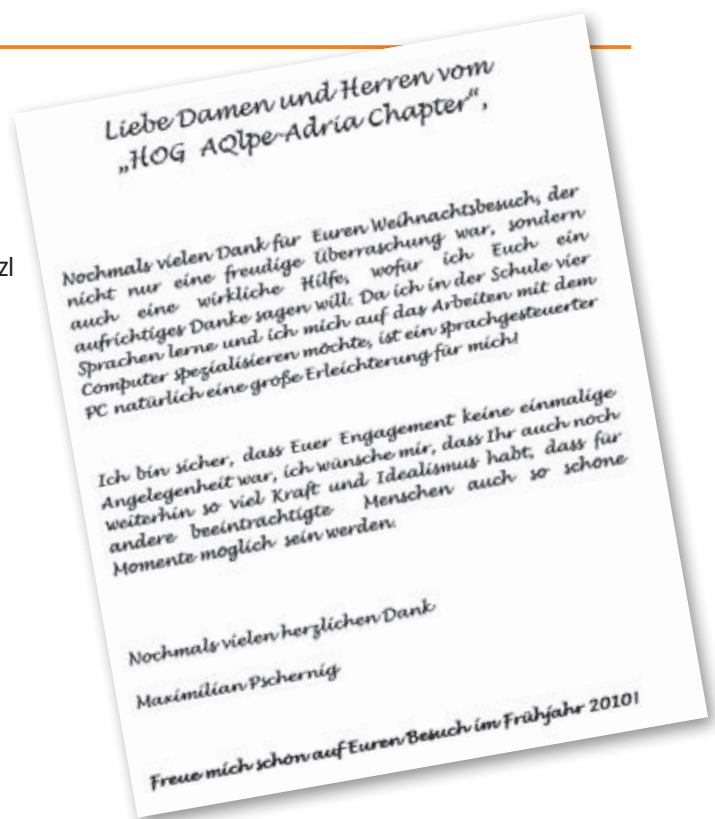 Liebe Damen und Herren vom
„HOG AQlpe-Adria Chapter“,
zl
Nochmals vielen Dank für Euren Weihnachtsbesuch, der
nicht nur eine freudige Überraschung war, sondern
auch eine wirkliche Hilfe, wofür ich Euch ein
aufrichtiges Danke sagen will. Da ich in der Schule vier
Sprachen lerne und ich mich auf das Arbeiten mit dem
Computer spezialisieren möchte, ist ein sprachgesteuerter
PC natürlich eine große Erleichterung für mich!
Ich bin sicher, dass Euer Engagement keine einmalige
Angelegenheit war, ich wünsche mir, dass Ihr auch noch
weiterhin so viel Kraft und Idealismus habt, dass für
andere beeinträchtigte Menschen auch so schöne
Momente möglich sein werden.
Nochmals vielen herzlichen Dank
Maximilian Pschernig
Freue mich schon auf Euren Besuch im Frühjahr 2010!